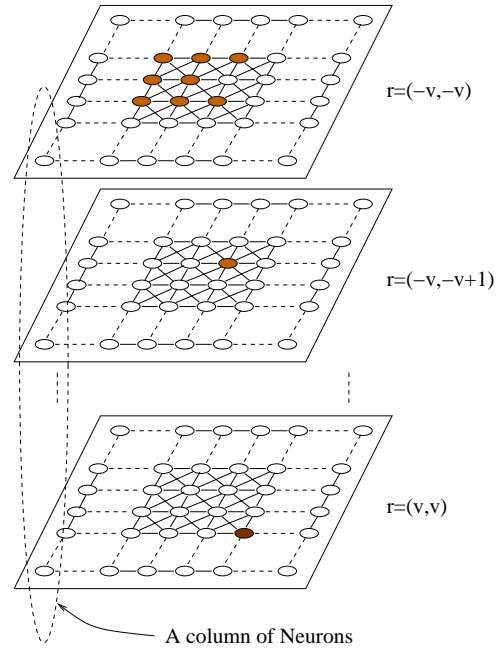 r=(−v,−v)
r=(−v,−v+1)
r=(v,v)
A column of Neurons